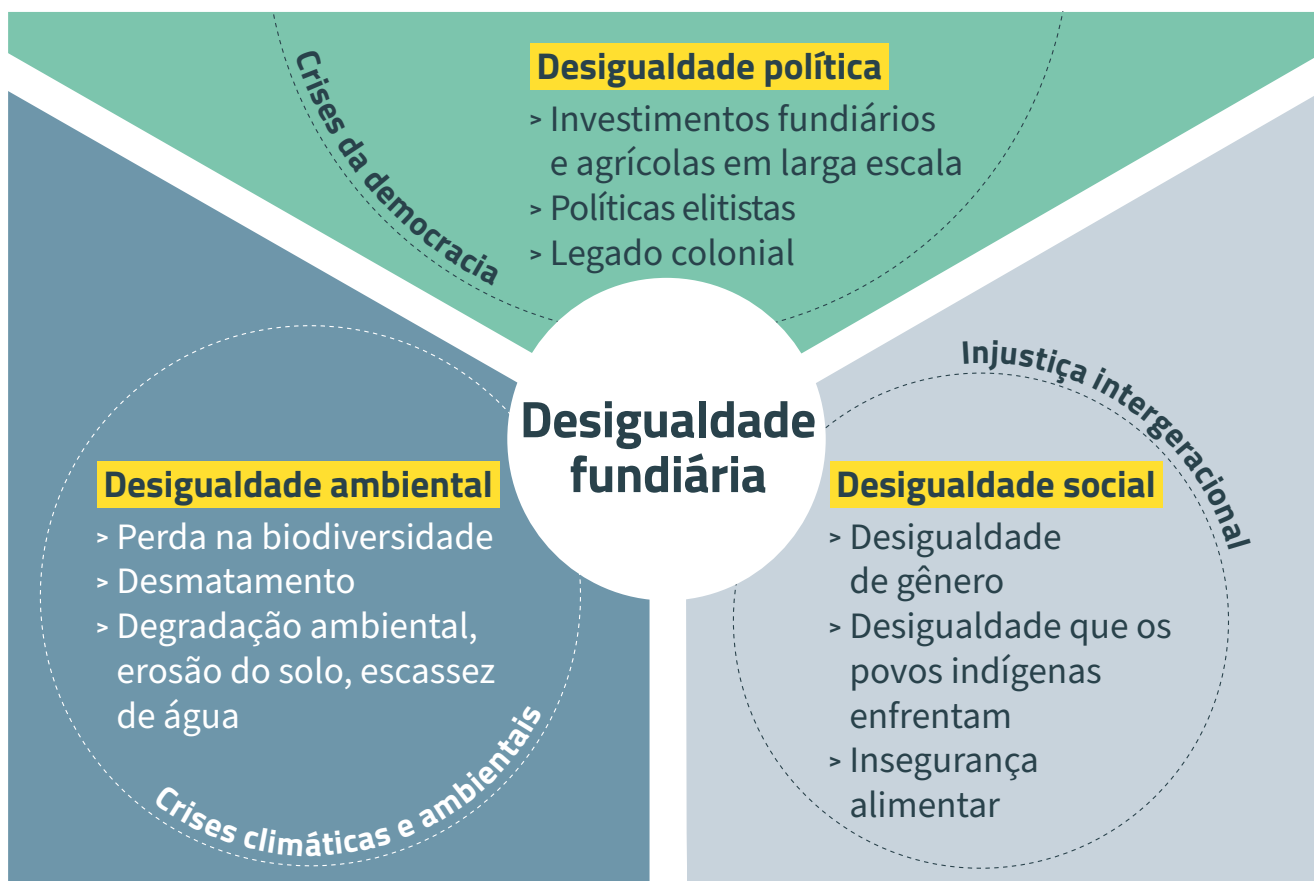 Crises da democracia
Desigualdade política
> Investimentos fundiários
e agrícolas em larga escala
> Políticas elitistas
> Legado colonial
Desigualdade
fundiária
Desigualdade ambiental
> Perda na biodiversidade
> Desmatamento
> Degradação ambiental,
erosão do solo, escassez
de água
Crises climáticas e ambientais
Injustiça intergeracional
Desigualdade social
> Desigualdade
de gênero
> Desigualdade que os
povos indígenas
enfrentam
> Insegurança
alimentar